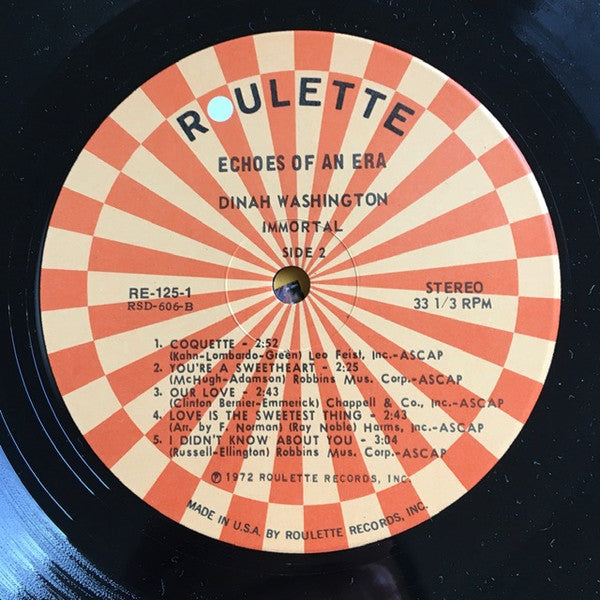 ROULETTE
ECHOES OF AN ERA
DINAH WASHINGTON
IMMORTAL
SIDE 2
RE-125-1
RSD-606-B
STEREO
33 1/3 RPM
1. COQUETTE - 2:52
(Kahn-Lombardo-Green) Leo Feist, Inc.-ASCAP
2. YOU'RE A SWEETHEART - 2:25
(McHugh-Adamson) Robbins Mus. Corp.-ASCAP
3. OUR LOVE - 2:43
(Clinton Bernier-Emmerick) Chappell & Co., Inc.-ASCAP
4. LOVE IS THE SWEETEST THING - 2:43
(Arr. by F. Norman) (Ray Noble) Harms, Inc.-ASCAP
5. I DIDN'T KNOW ABOUT YOU - 3:04
(Russell-Ellington) Robbins Mus. Corp.-ASCAP
Ⓟ 1972 ROULETTE RECORDS, INC.
MADE IN U.S.A. BY ROULETTE RECORDS, INC.